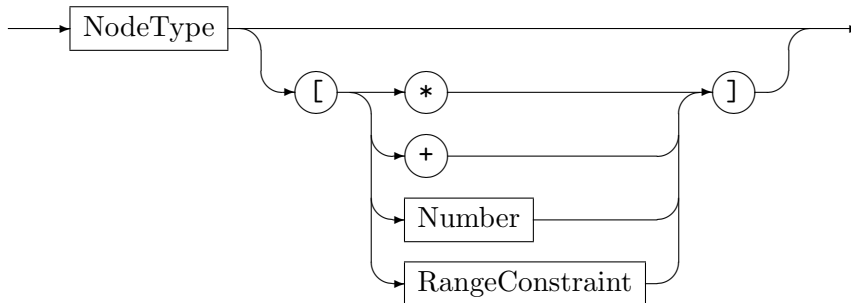 NodeType
[ * ]
+
Number
RangeConstraint